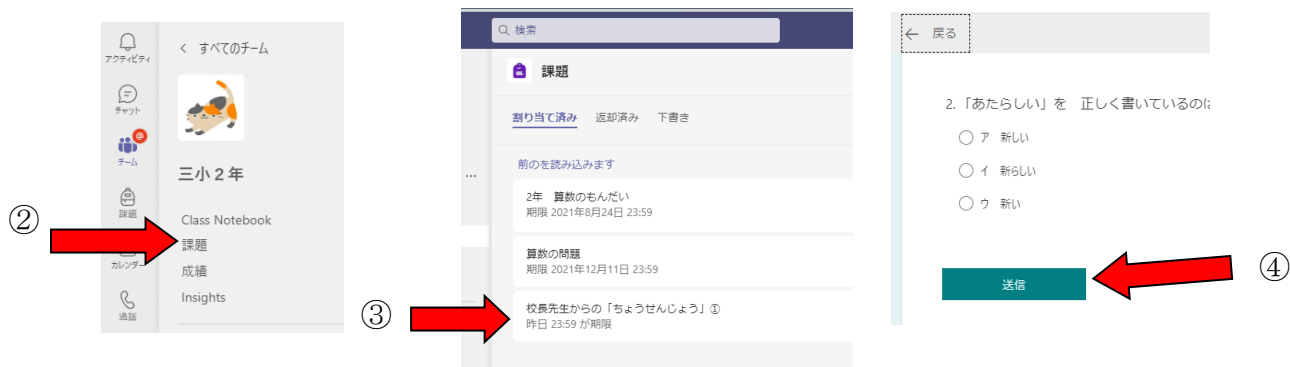 アクティビティ
チャット
@
チーム
課題
カレンダー
通話
< すべてのチーム
三小2年
Class Notebook
課題
成績
Insights
②
検索
課題
割り当て済み 返却済み 下書き
前のを読み込みます
...
2年 算数のもんだい
期限 2021年8月24日 23:59
算数の問題
期限 2021年12月11日 23:59
校長先生からの「ちょうせんじょう」①
昨日 23:59 が期限
③
← 戻る
2.「あたらしい」を 正しく書いているのは
ア 新しい
イ 新らしい
ウ 新い
送信
④